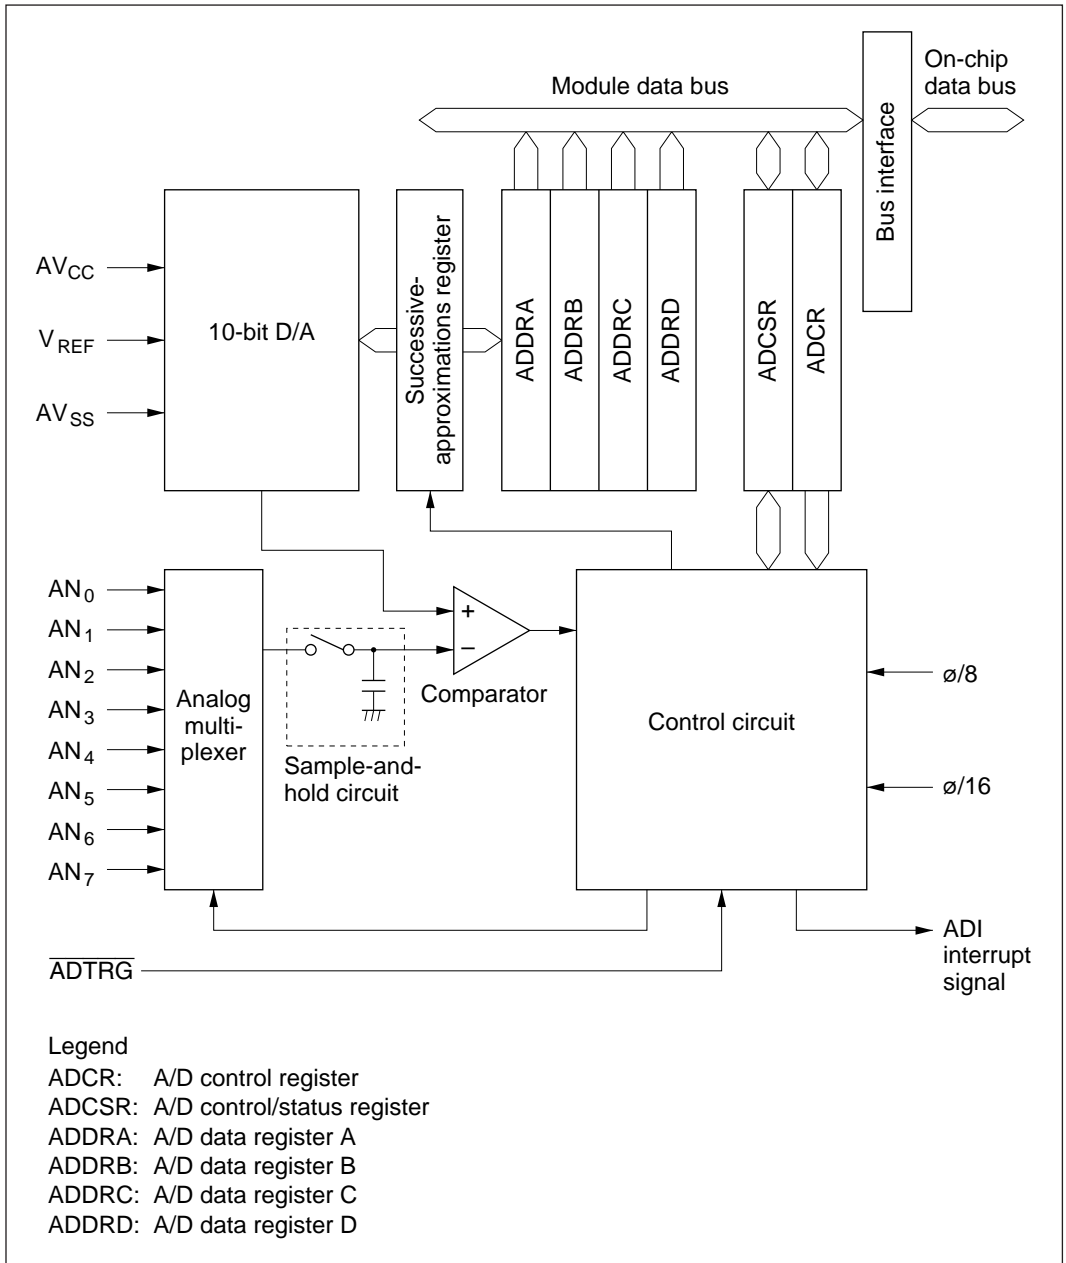 On-chip
data bus
Module data bus
Bus interface
AVCC
VREF
AVSS
10-bit D/A
Successive-
approximations register
ADDRA
ADDRB
ADDRC
ADDRD
ADCSR
ADCR
AN0
AN1
AN2
AN3
AN4
AN5
AN6
AN7
Analog
multi-
plexer
Sample-and-
hold circuit
+
−
Comparator
Control circuit
ø/8
ø/16
ADI
interrupt
signal
ADTRG
Legend
ADCR: A/D control register
ADCSR: A/D control/status register
ADDRA: A/D data register A
ADDRB: A/D data register B
ADDRC: A/D data register C
ADDRD: A/D data register D